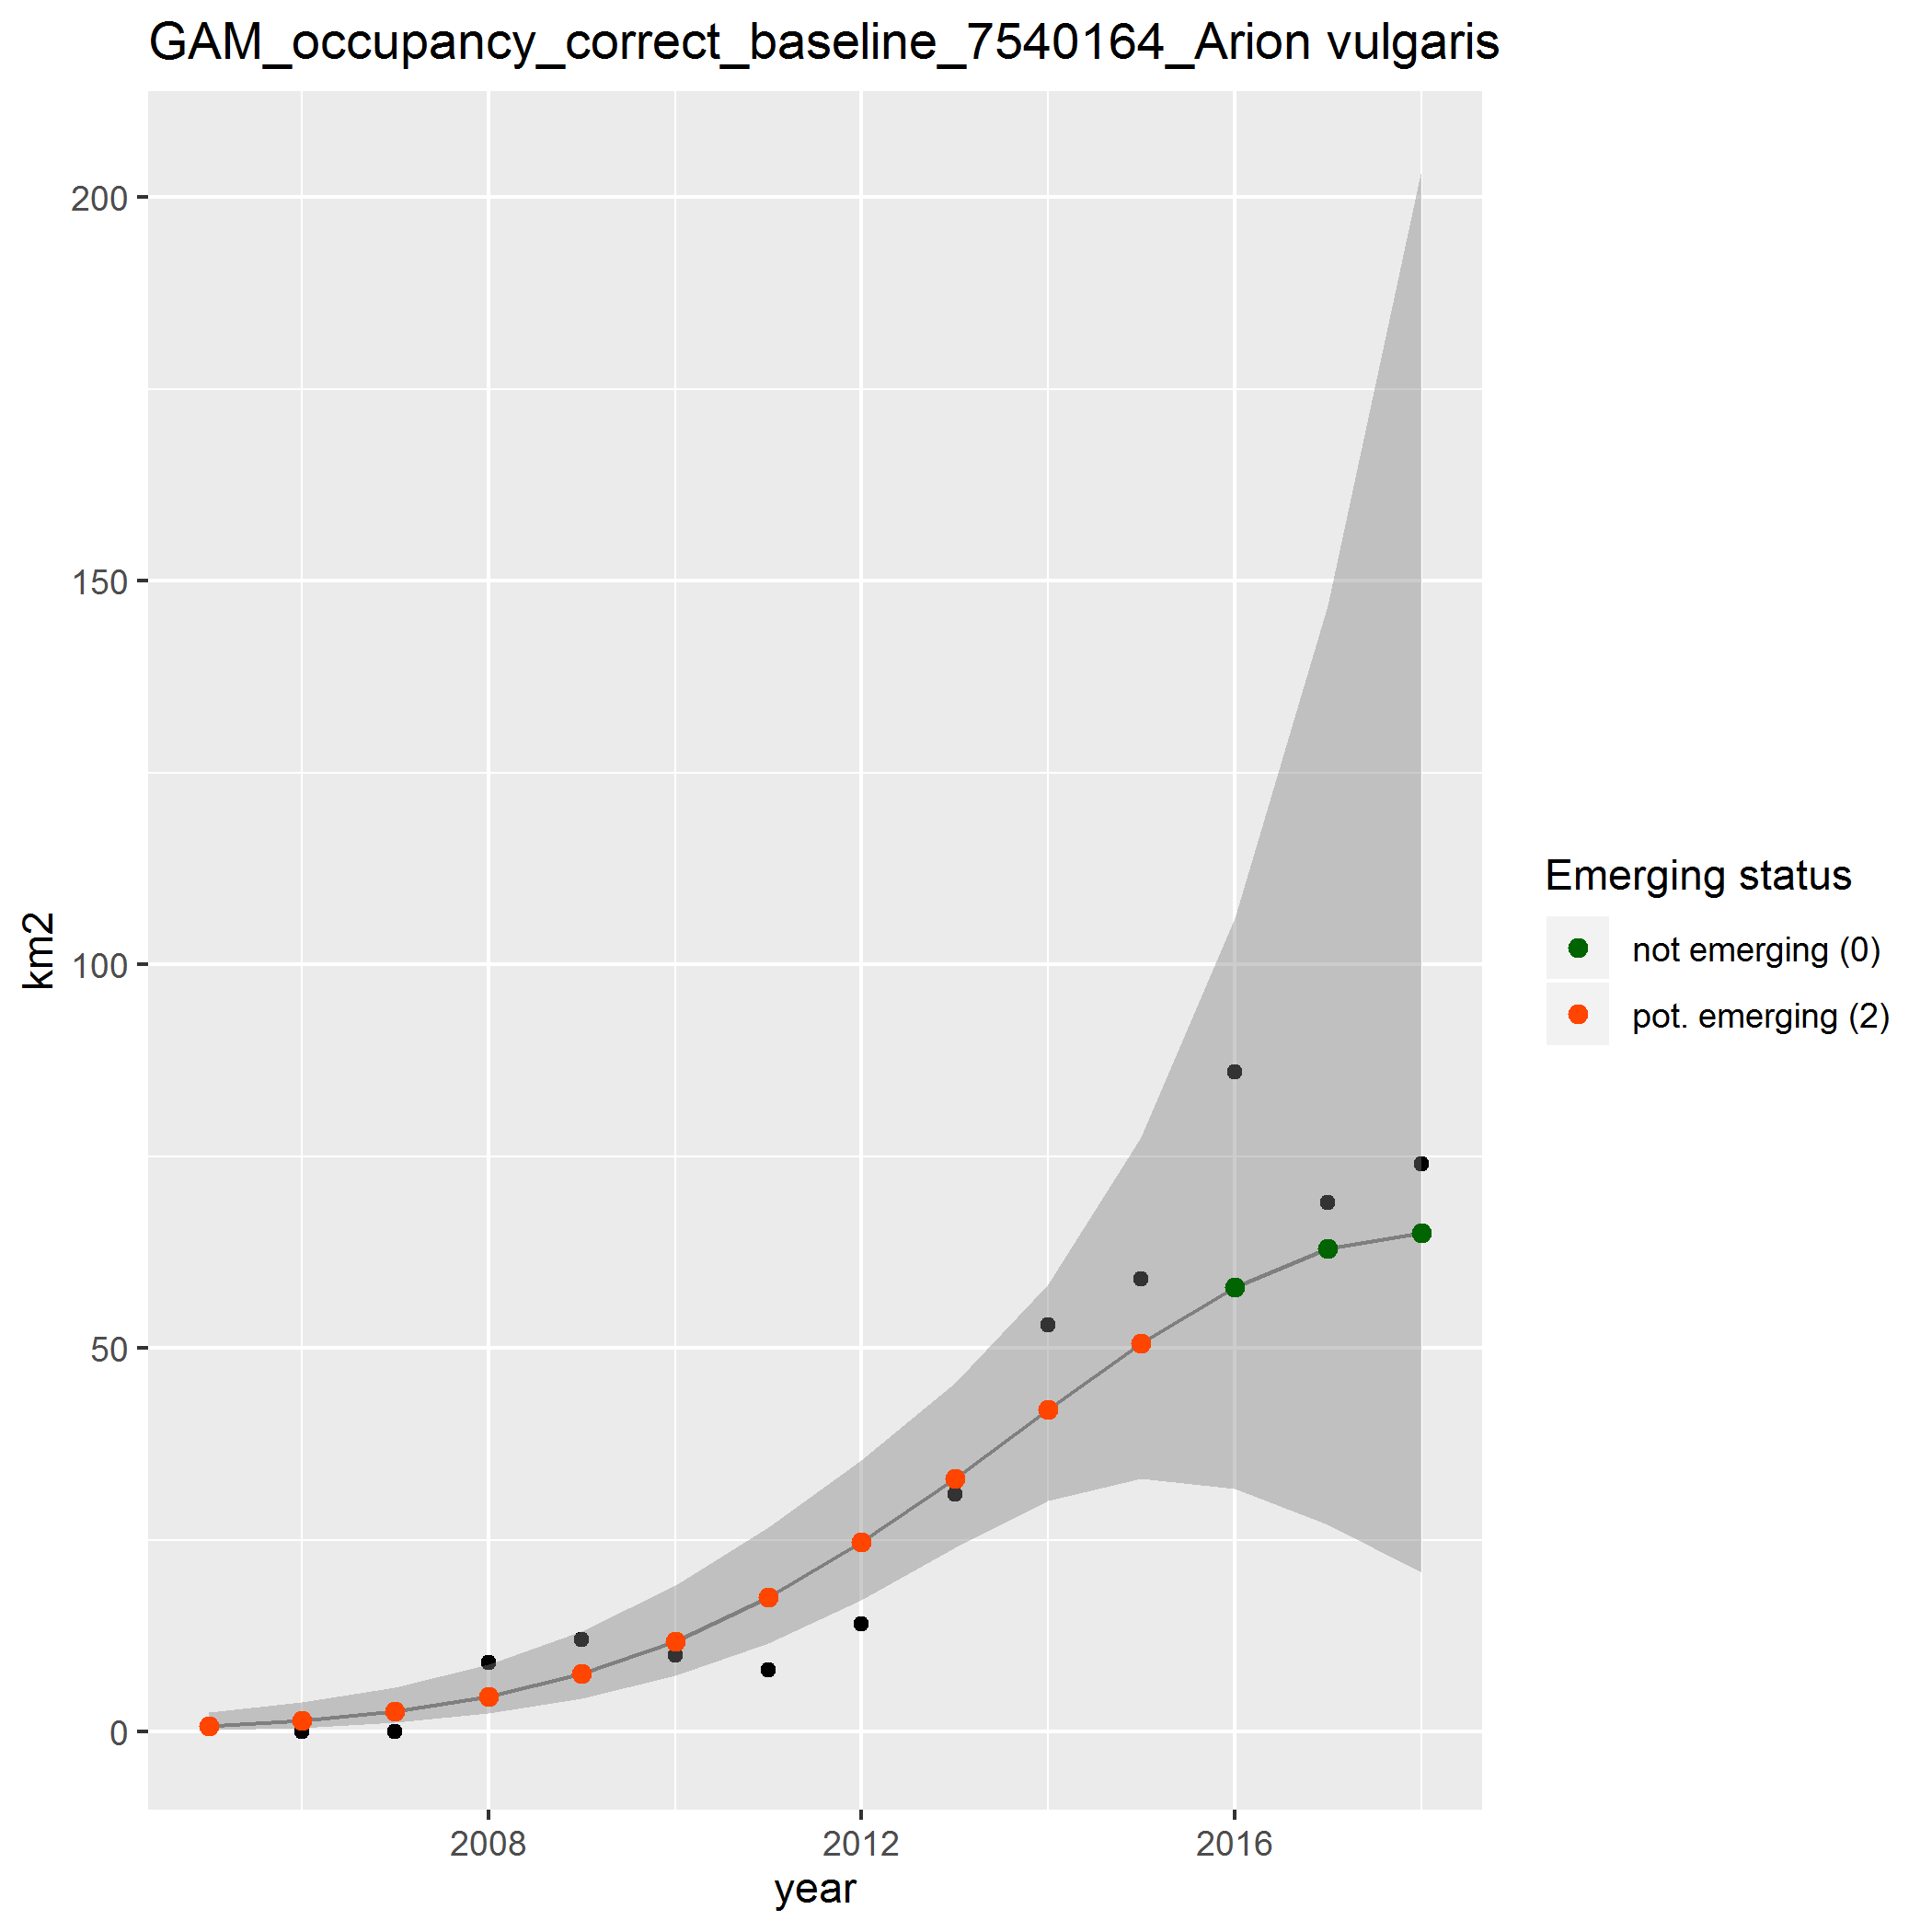 GAM_occupancy_correct_baseline_7540164_Arion vulgaris
200
150
100
50
0
km2
2008
2012
2016
year
Emerging status
not emerging (0)
pot. emerging (2)